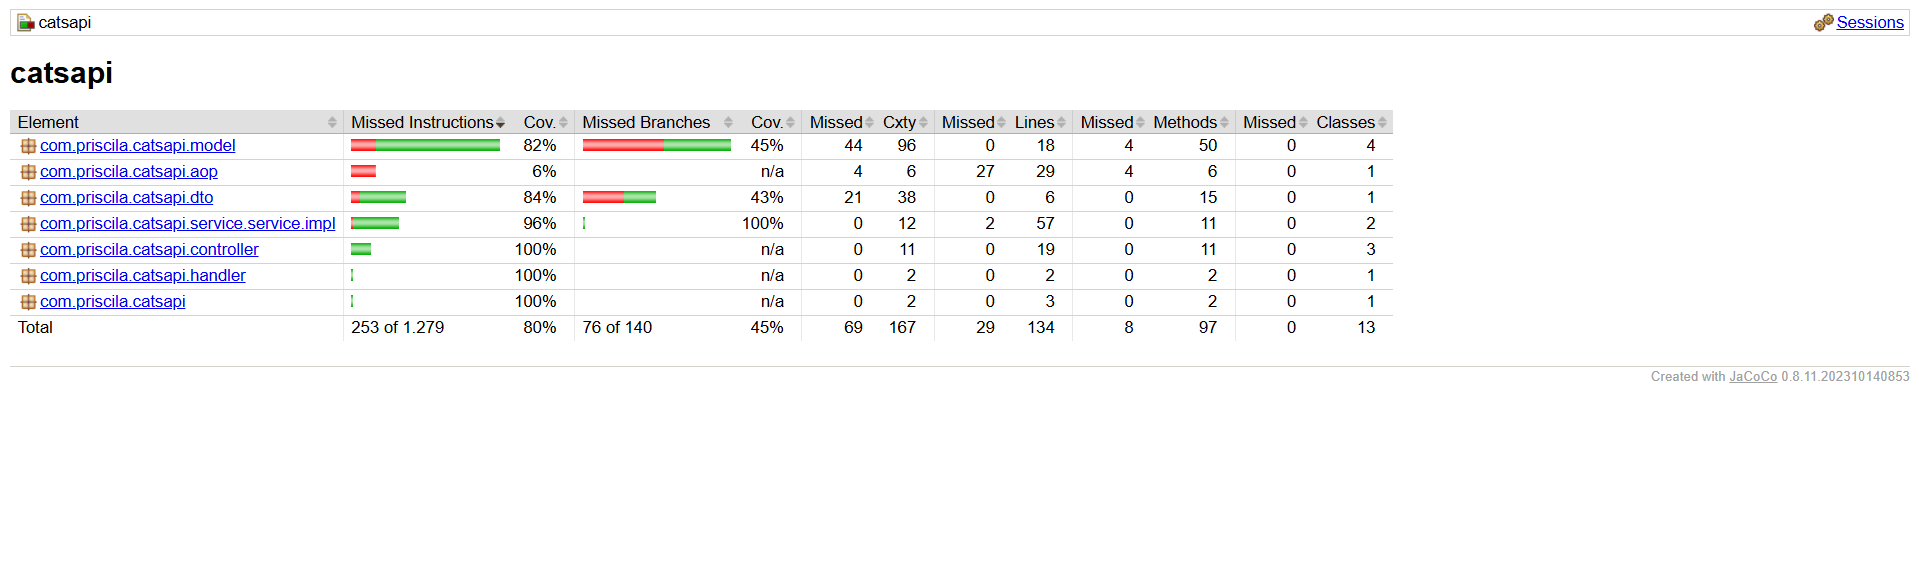 catsapi Sessions
catsapi
Element Missed Instructions Cov. Missed Branches Cov. Missed Cxty Missed Lines Missed Methods Missed Classes
com.priscila.catsapi.model 82% 45% 44 96 0 18 4 50 0 4
com.priscila.catsapi.aop 6% n/a 4 6 27 29 4 6 0 1
com.priscila.catsapi.dto 84% 43% 21 38 0 6 0 15 0 1
com.priscila.catsapi.service.service.impl 96% 100% 0 12 2 57 0 11 0 2
com.priscila.catsapi.controller 100% n/a 0 11 0 19 0 11 0 3
com.priscila.catsapi.handler 100% n/a 0 2 0 2 0 2 0 1
com.priscila.catsapi 100% n/a 0 2 0 3 0 2 0 1
Total 253 of 1.279 80% 76 of 140 45% 69 167 29 134 8 97 0 13
Created with JaCoCo 0.8.11.202310140853